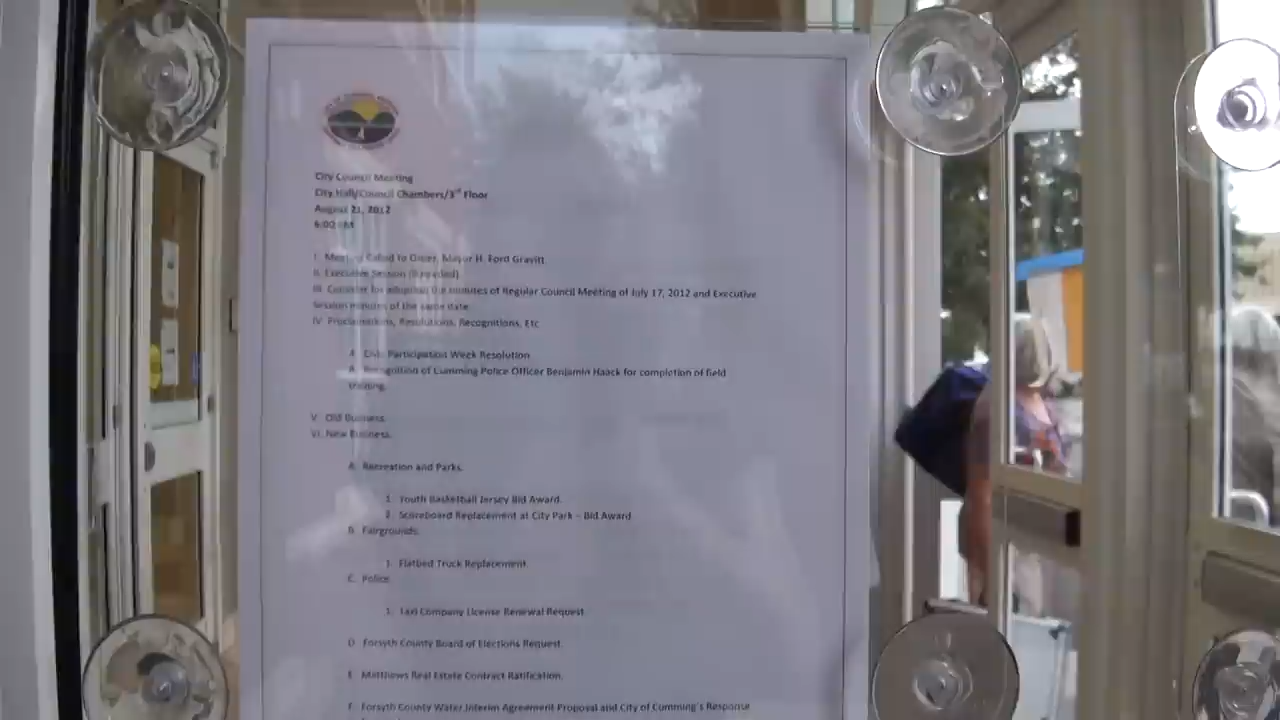 City Council Meeting
City Hall/Council Chambers/3rd Floor
August 21, 2012
6:00 PM
I. Meeting Called to Order, Mayor H. Ford Gravitt
II. Executive Session (If needed)
III. Consider for adoption the minutes of Regular Council Meeting of July 17, 2012 and Executive
Session minutes of the same date.
IV. Proclamations, Resolutions, Recognitions, Etc
A. Civic Participation Week Resolution
B. Recognition of Cumming Police Officer Benjamin Haack for completion of field
training.
V. Old Business.
VI. New Business.
A. Recreation and Parks.
1. Youth Basketball Jersey Bid Award.
2. Scoreboard Replacement at City Park – Bid Award
B. Fairgrounds.
1. Flatbed Truck Replacement.
C. Police
1. Taxi Company License Renewal Request.
D. Forsyth County Board of Elections Request.
E. Matthews Real Estate Contract Ratification.
F. Forsyth County Water Interim Agreement Proposal and City of Cumming's Response